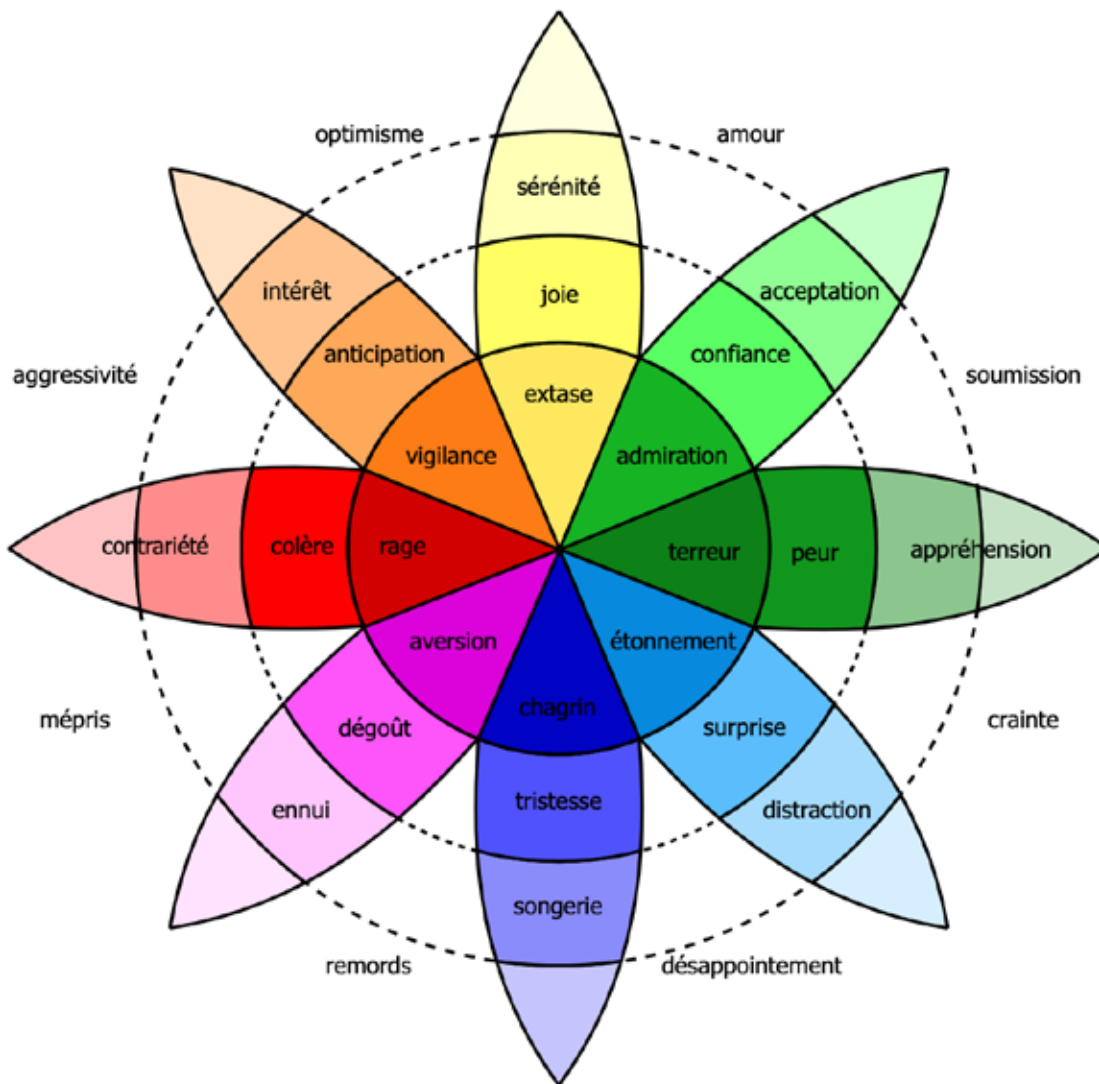 optimisme
amour
sérénité
intérêt
acceptation
joie
anticipation
confiance
aggressivité
soumission
extase
vigilance
admiration
contrariété
colère
rage
terreur
peur
appréhension
aversion
étonnement
chagrin
mépris
dégoût
surprise
crainte
ennui
tristesse
distraction
songerie
remords
désappointement